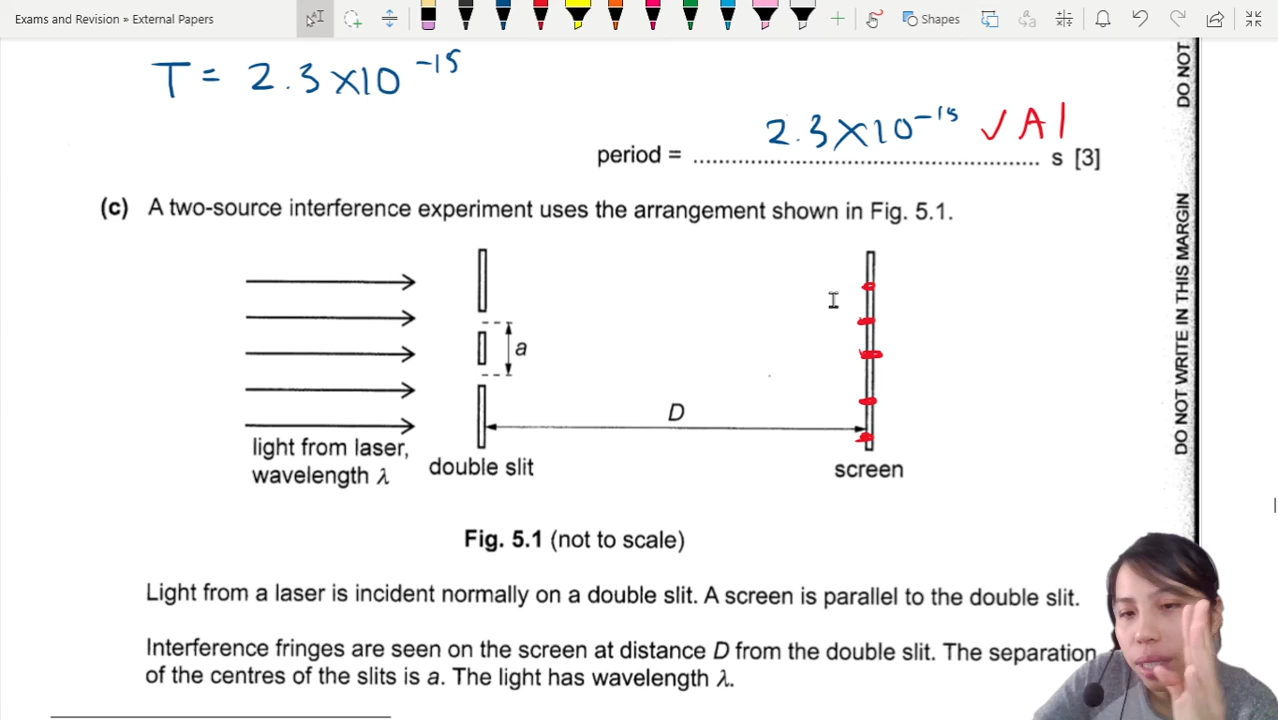 Exams and Revision » External Papers
Shapes
T = 2.3×10⁻¹⁵
2.3×10⁻¹⁵ ✓ A1
period = ........ s [3]
(c) A two-source interference experiment uses the arrangement shown in Fig. 5.1.
a
D
light from laser,
wavelength λ
double slit
screen
Fig. 5.1 (not to scale)
Light from a laser is incident normally on a double slit. A screen is parallel to the double slit.
Interference fringes are seen on the screen at distance D from the double slit. The separation
of the centres of the slits is a. The light has wavelength λ.
DO NOT
DO NOT WRITE IN THIS MARGIN